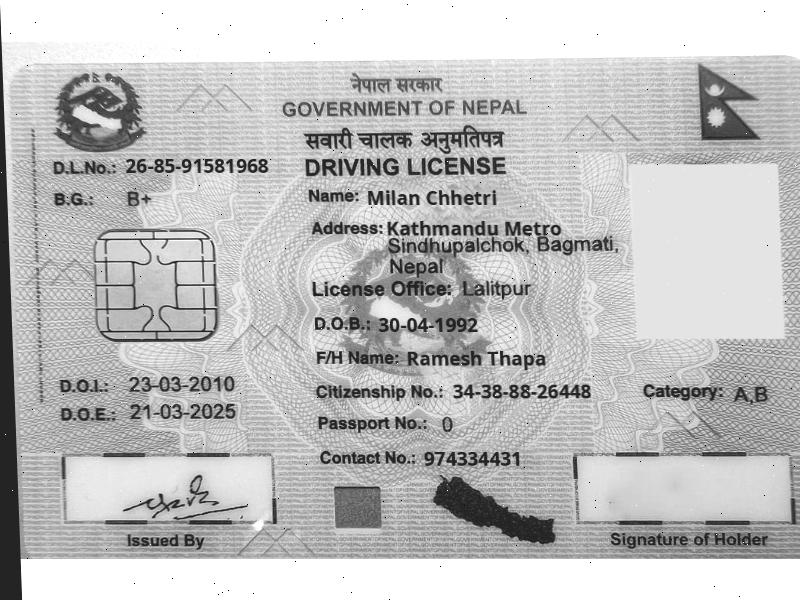 नेपाल सरकार
GOVERNMENT OF NEPAL
सवारी चालक अनुमतिपत्र
D.L.No.: 26-85-91581968 DRIVING LICENSE
B.G.: B+
Name: Milan Chhetri
Address: Kathmandu Metro
Sindhupalchok, Bagmati,
Nepal
License Office: Lalitpur
D.O.B.: 30-04-1992
F/H Name: Ramesh Thapa
D.O.I.: 23-03-2010
Citizenship No.: 34-38-88-26448
Category: A,B
D.O.E.: 21-03-2025
Passport No.: 0
Contact No.: 974334431
Issued By
Signature of Holder